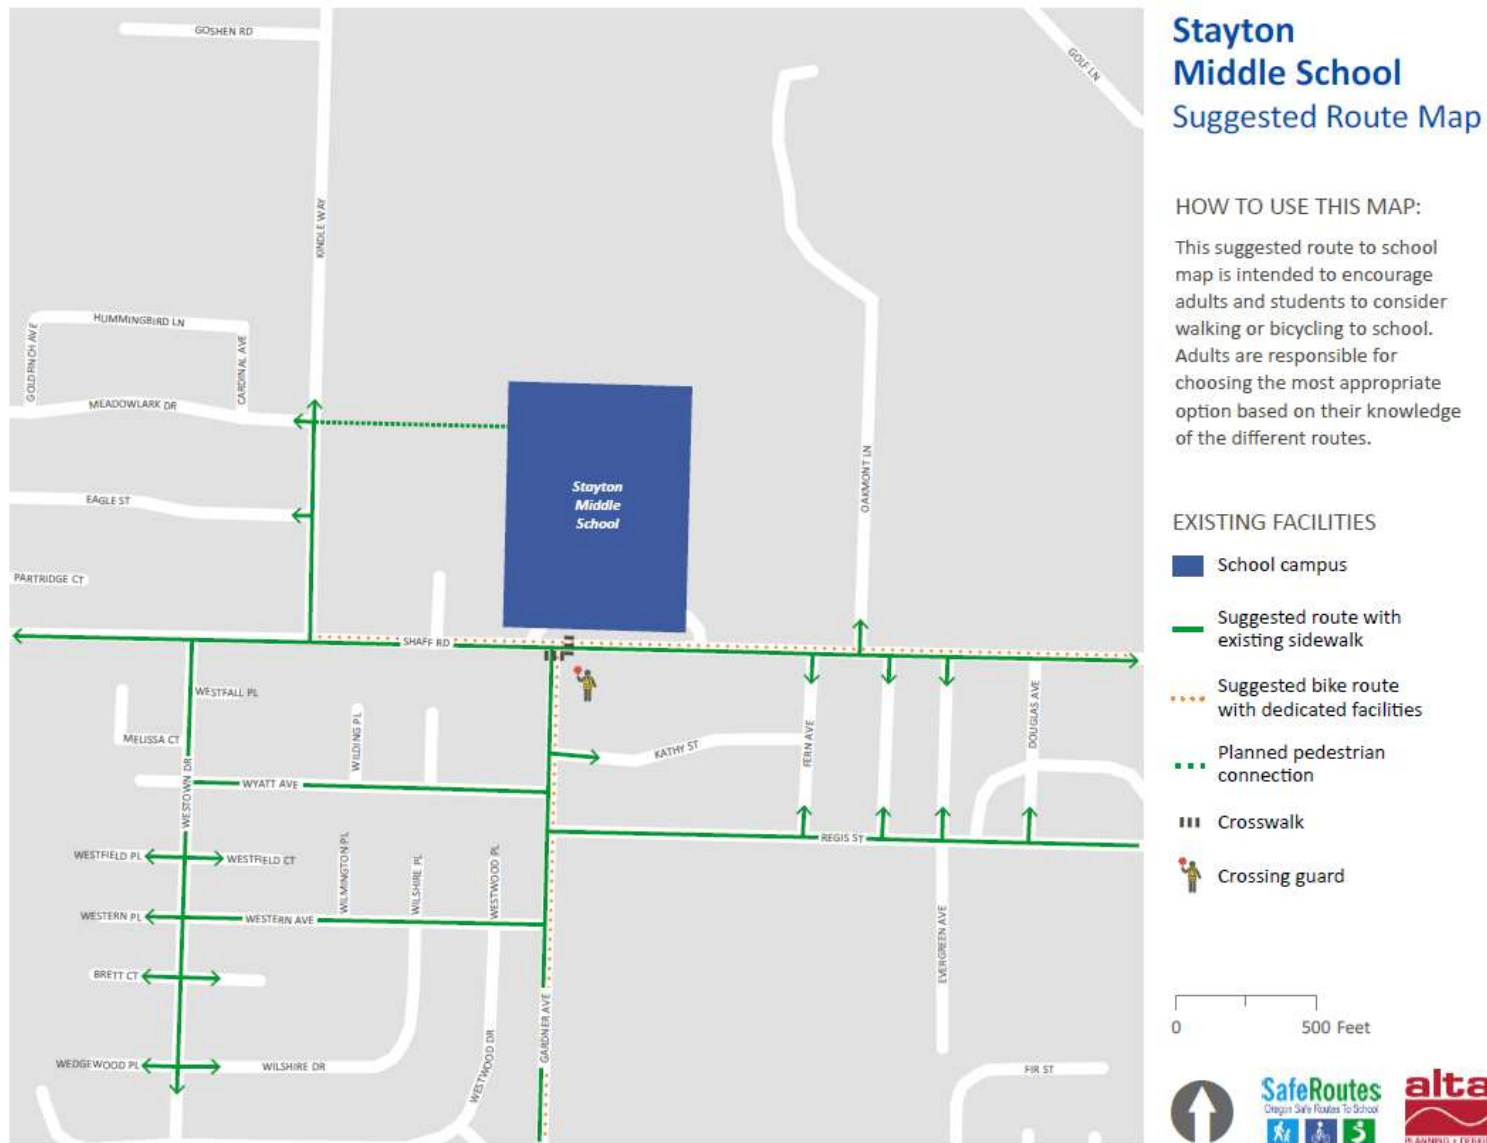 Stayton
Middle School
Suggested Route Map
HOW TO USE THIS MAP:
This suggested route to school
map is intended to encourage
adults and students to consider
walking or bicycling to school.
Adults are responsible for
choosing the most appropriate
option based on their knowledge
of the different routes.
EXISTING FACILITIES
School campus
Suggested route with
existing sidewalk
Suggested bike route
with dedicated facilities
Planned pedestrian
connection
Crosswalk
Crossing guard
0
500 Feet
SafeRoutes
Oregon Safe Routes To School
alta
PLANNING + DESIGN
GOSHEN RD
GOLF LN
KINDLE WAY
HUMMINGBIRD LN
GOLDFINCH AVE
CARDINAL AVE
MEADOWLARK DR
EAGLE ST
PARTRIDGE CT
Stayton
Middle
School
OAKMONT LN
SHAFF RD
WESTFALL PL
MELISSA CT
WESTOWN DR
WILDING PL
KATHY ST
FERN AVE
DOUGLAS AVE
WYATT AVE
REGIS ST
WESTFIELD PL
WESTFIELD CT
WILMINGTON PL
WILSHIRE PL
WESTWOOD PL
WESTERN PL
WESTERN AVE
EVERGREEN AVE
BRETT CT
GARDNER AVE
WEDGEWOOD PL
WILSHIRE DR
WESTWOOD DR
FIR ST